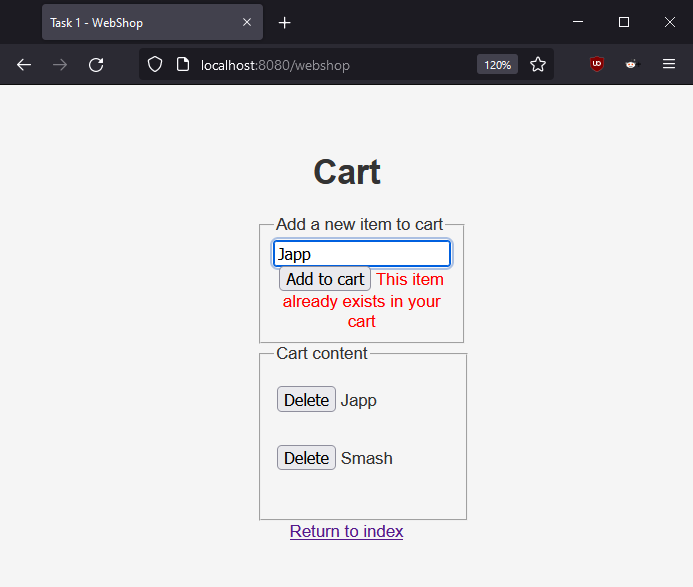 Task 1 - WebShop
localhost:8080/webshop
120%
Cart
Add a new item to cart
Japp
Add to cart This item
already exists in your
cart
Cart content
Delete Japp
Delete Smash
Return to index